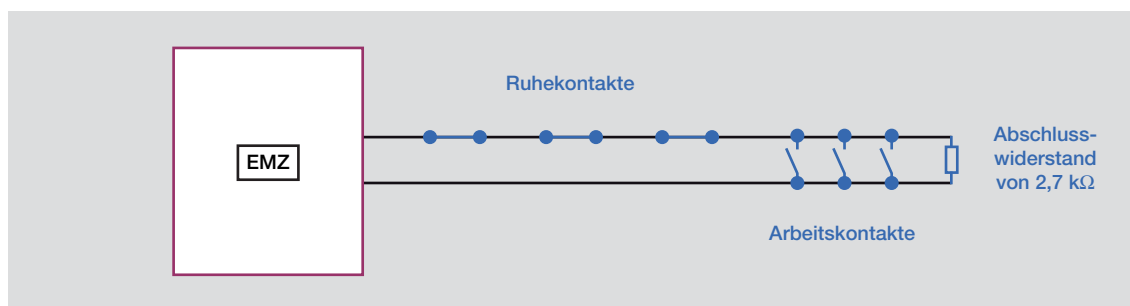 Ruhekontakte
EMZ
Abschluss-
widerstand
von 2,7 kΩ
Arbeitskontakte